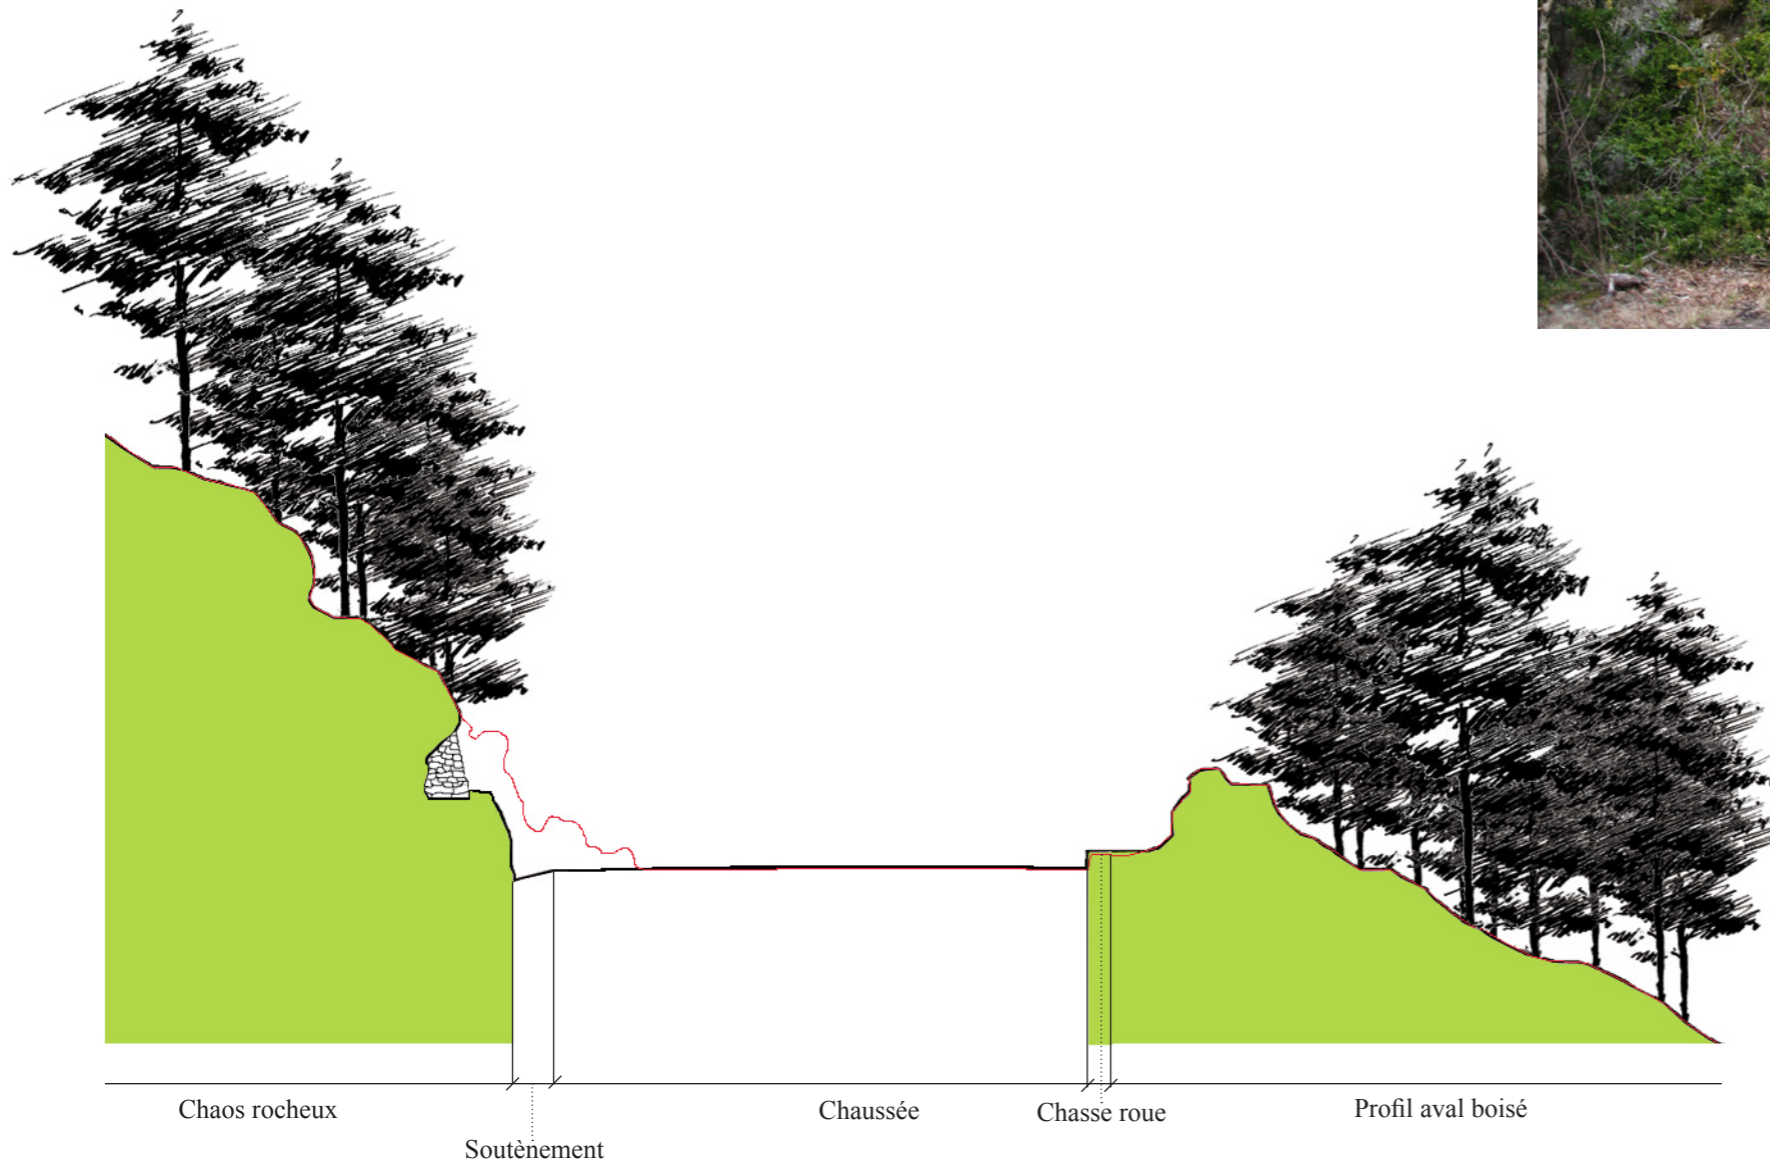 Chaos rocheux
Soutènement
Chaussée
Chasse roue
Profil aval boisé